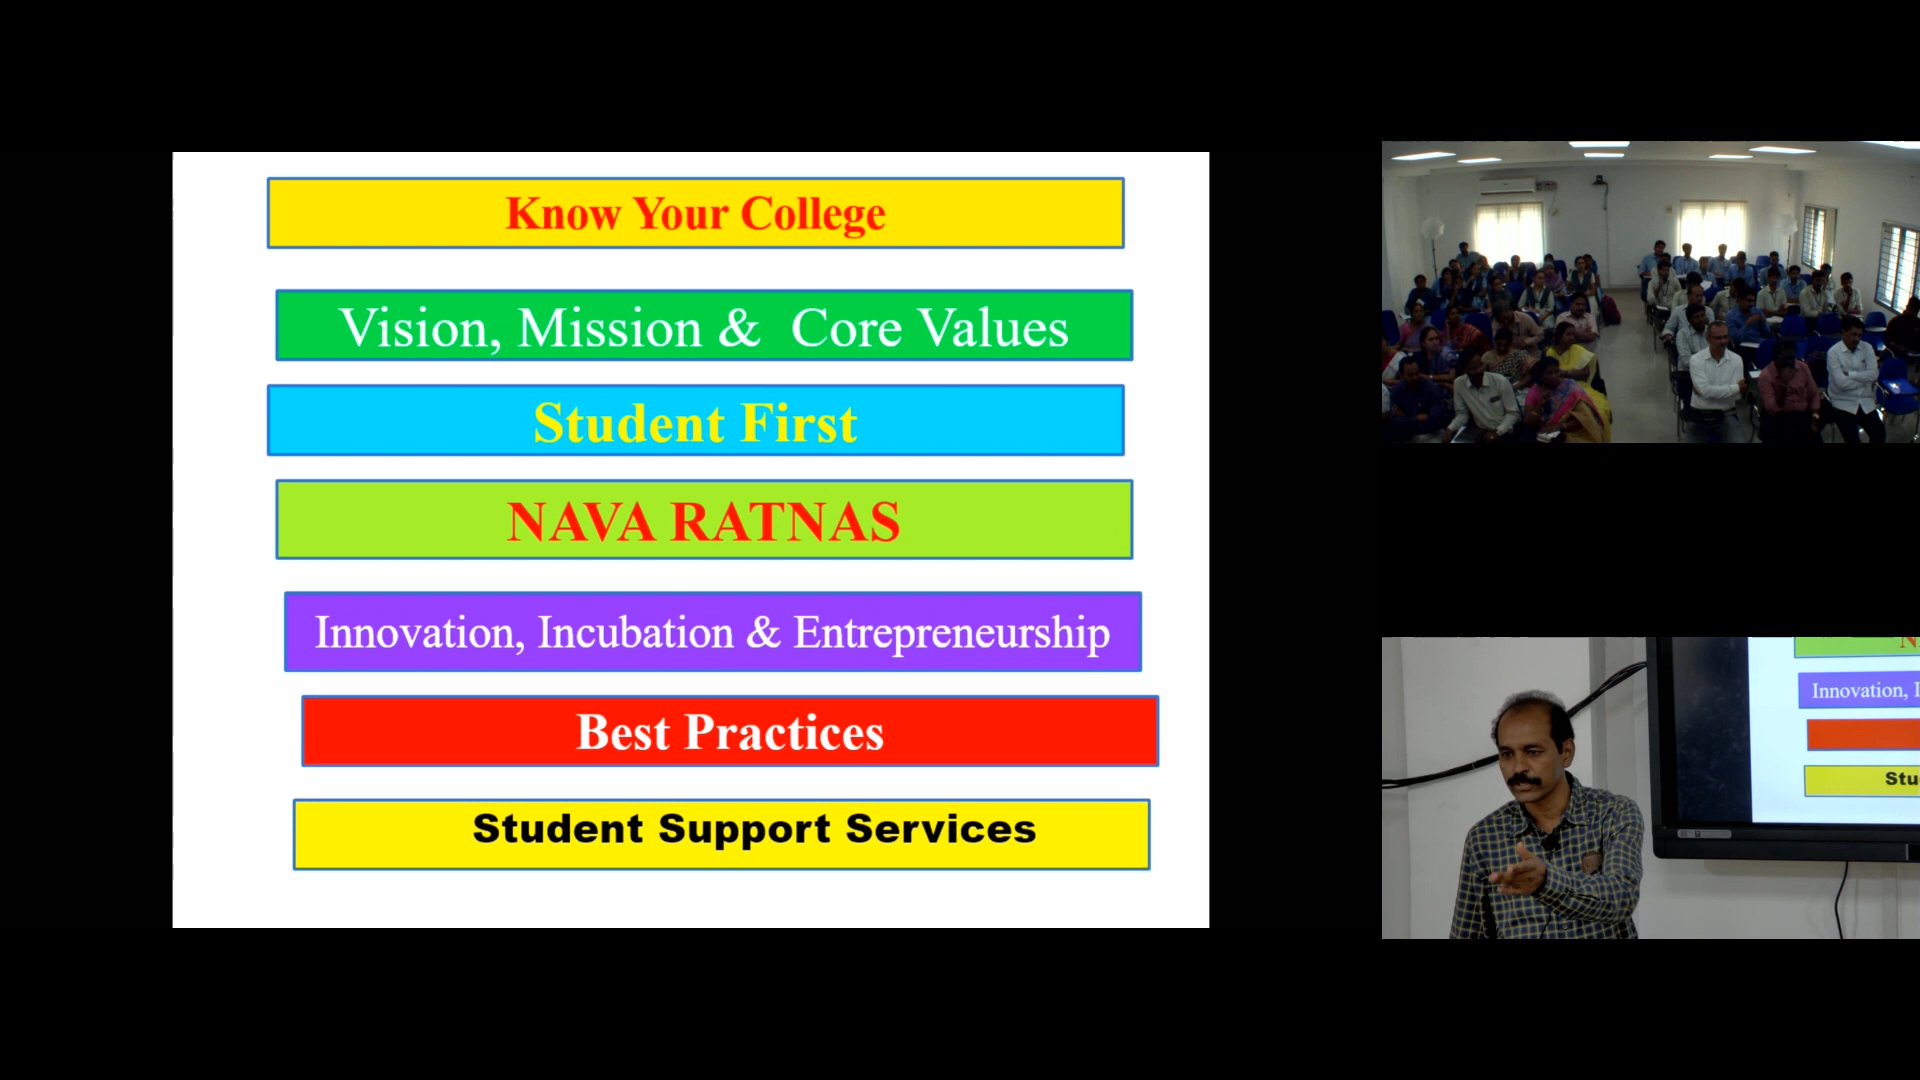 Know Your College
Vision, Mission & Core Values
Student First
NAVA RATNAS
Innovation, Incubation & Entrepreneurship
Best Practices
Student Support Services
N
Innovation, I
Stu